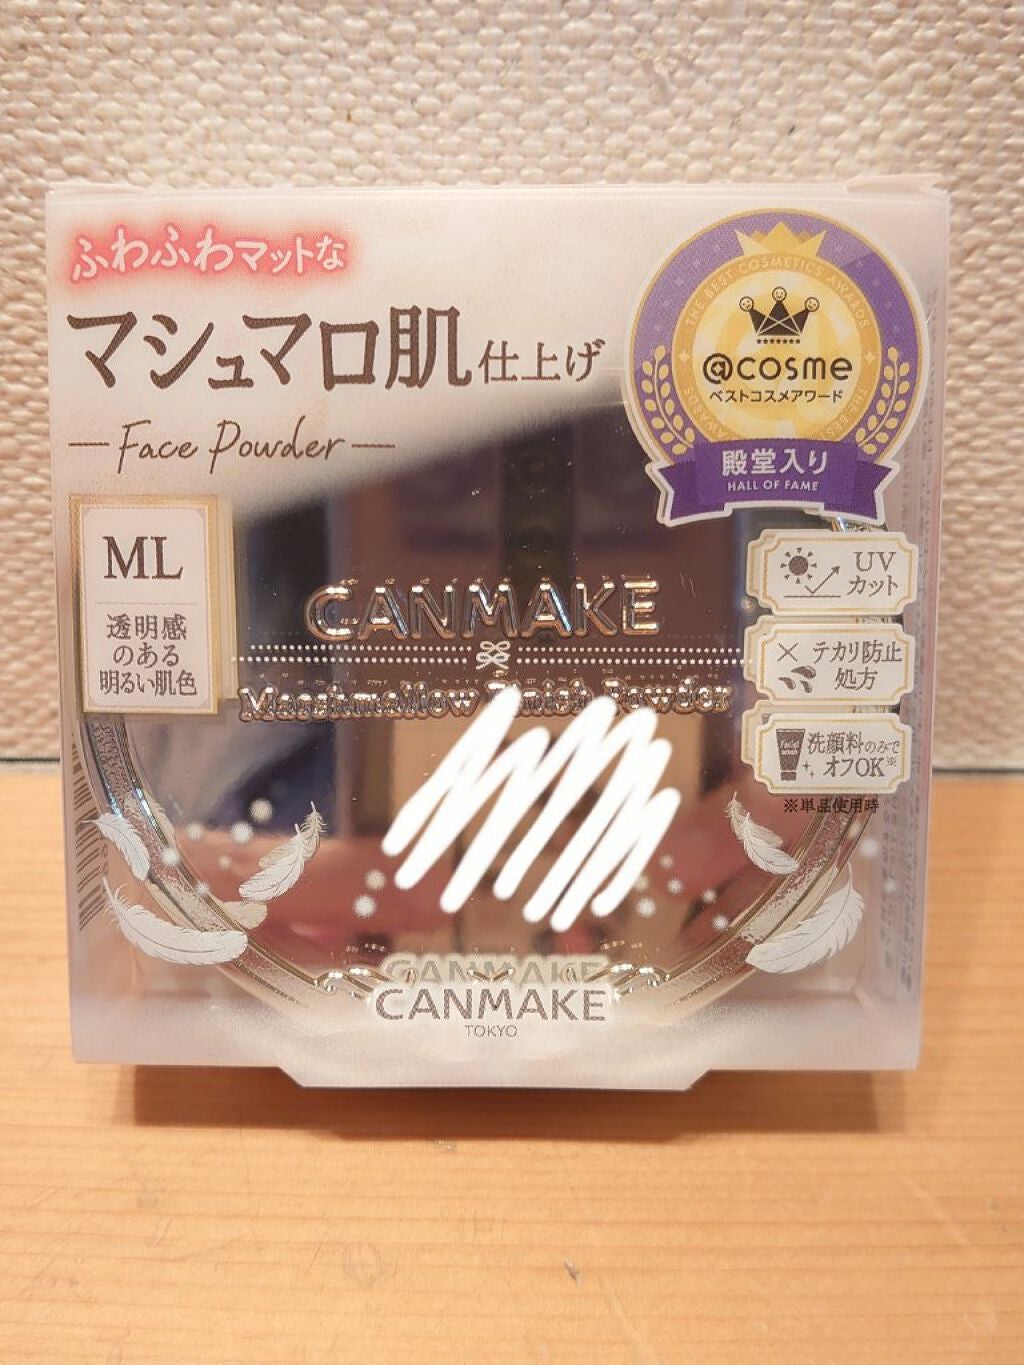 ふわふわマットな
マシュマロ肌仕上げ
Face Powder
THE BEST COSMETICS AWARDS
@cosme
ベストコスメアワード
殿堂入り
HALL OF FAME
ML
透明感
のある
明るい肌色
CANMAKE
Marshmallow Finish Powder
UV
カット
テカリ防止
処方
洗顔料のみで
オフOK※
※単品使用時
CANMAKE
CANMAKE
TOKYO